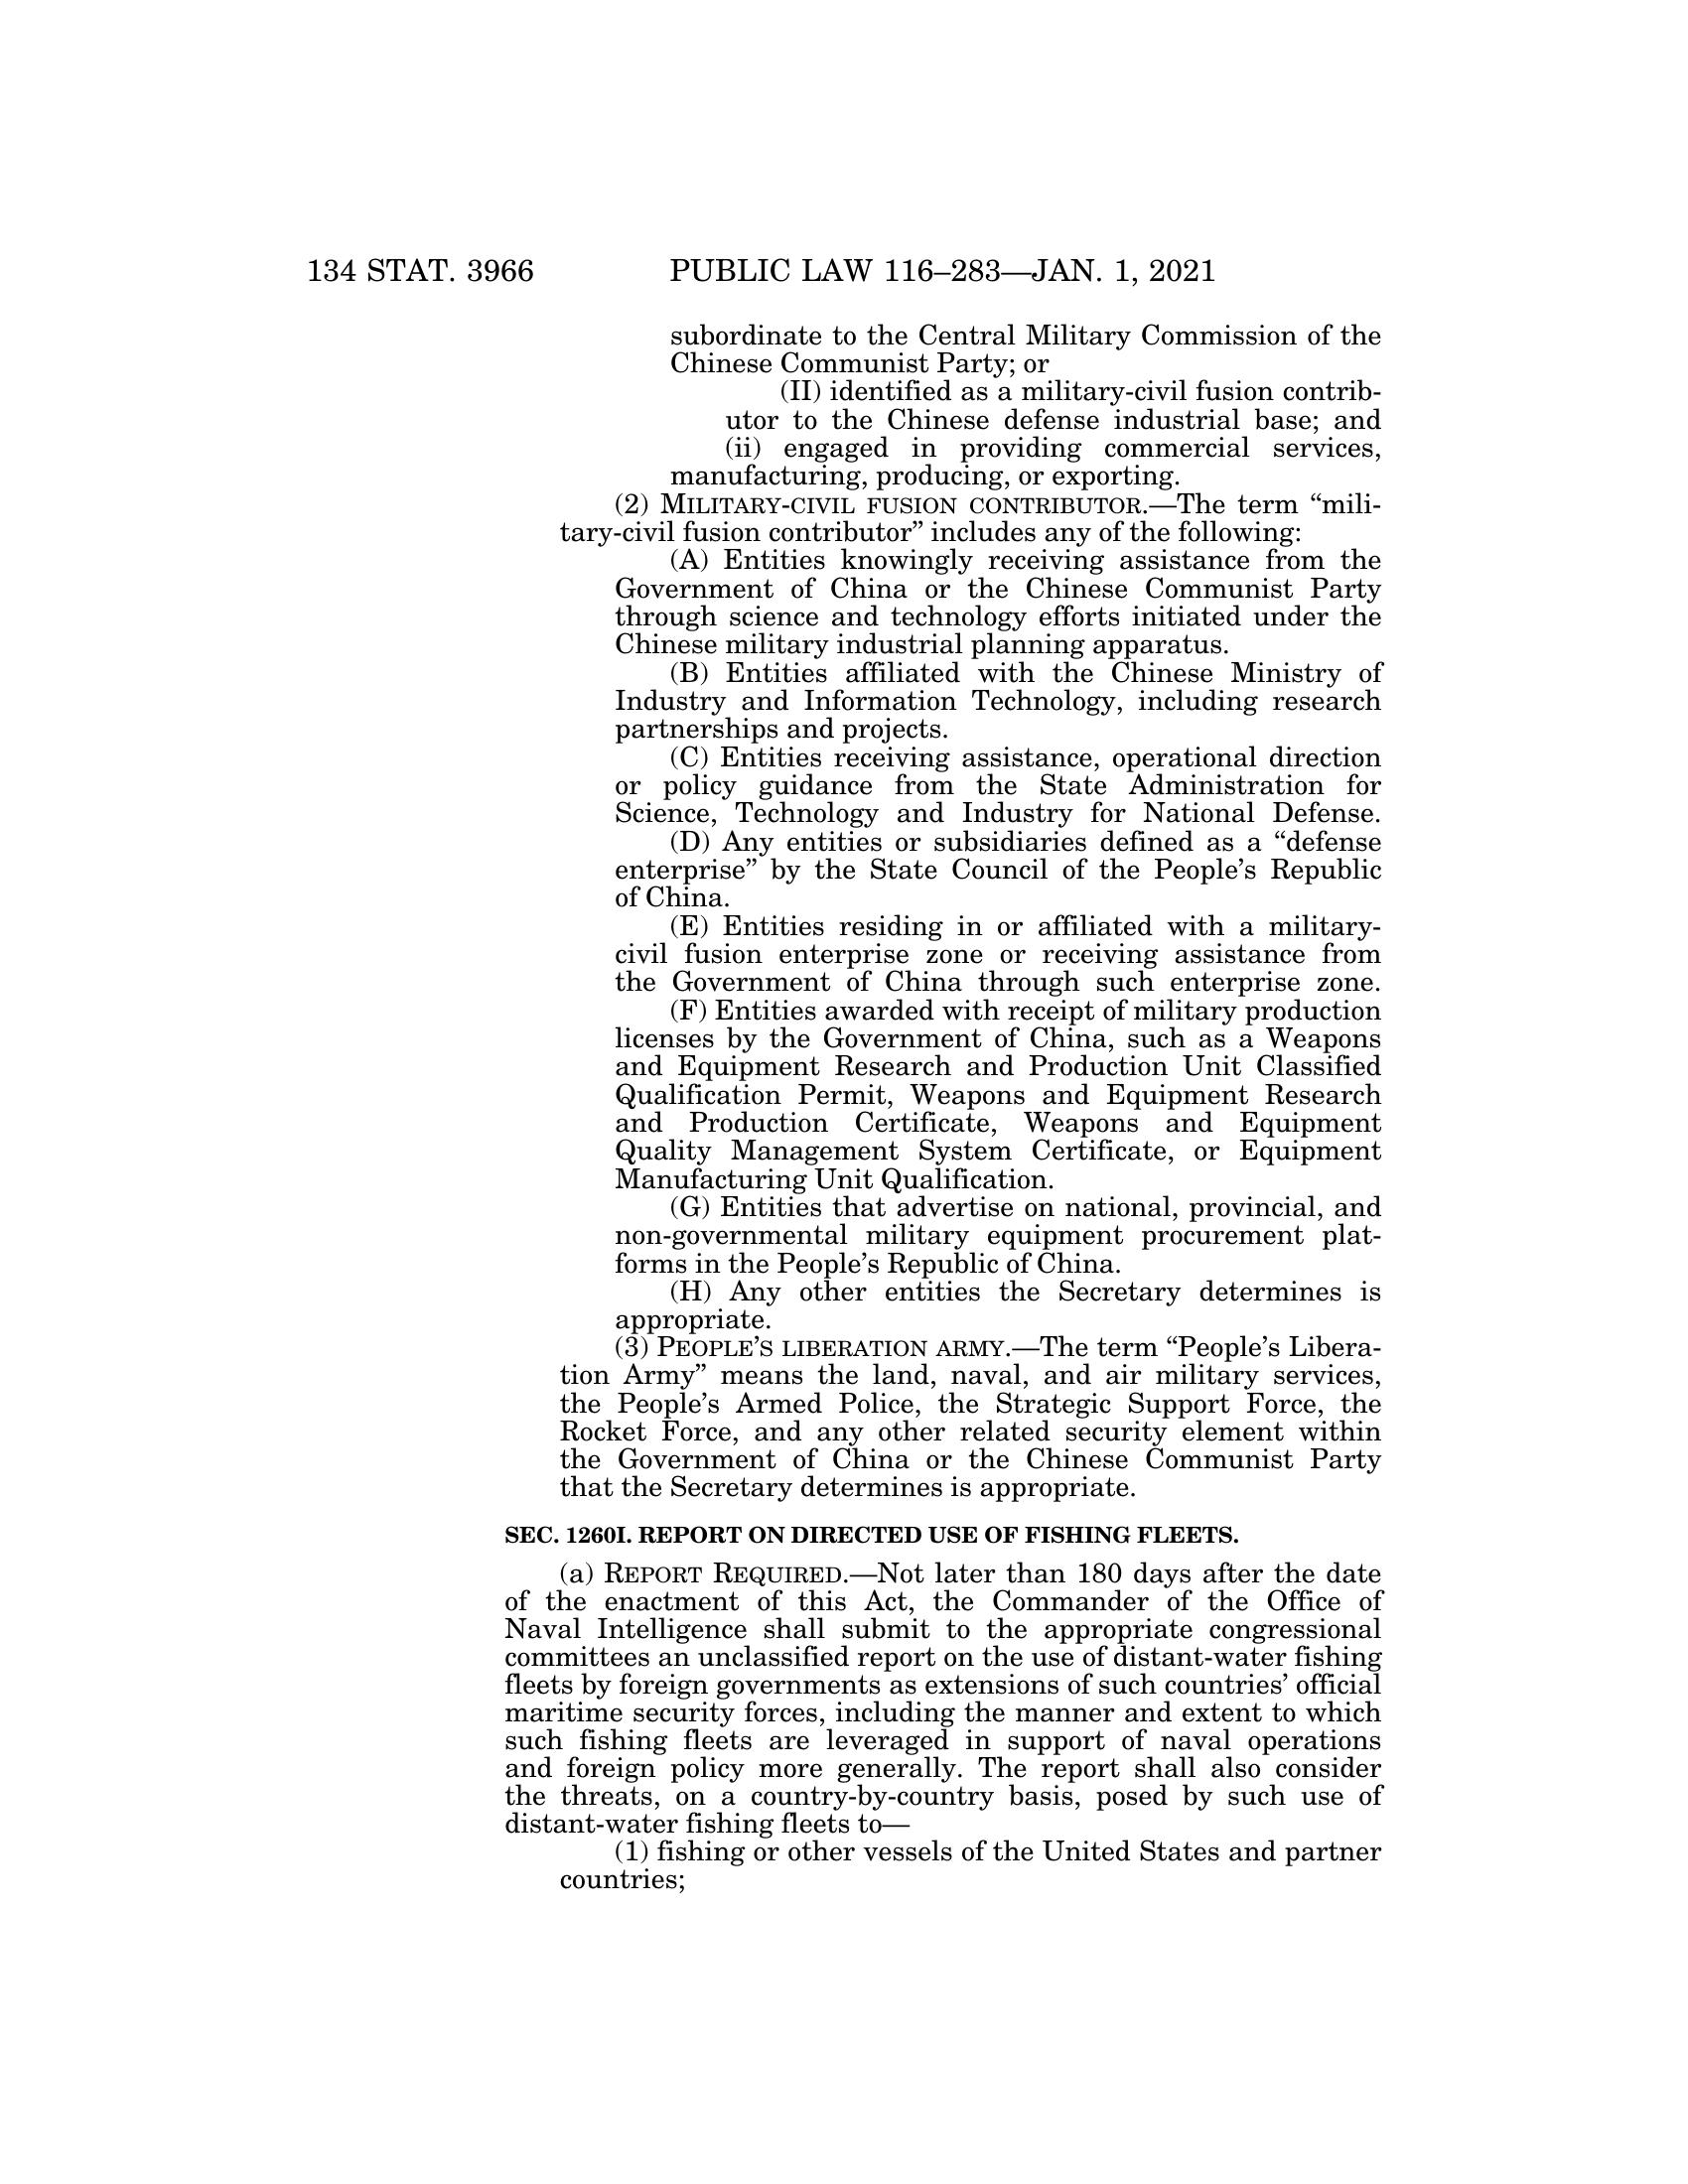 134 STAT. 3966 PUBLIC LAW 116–283—JAN. 1, 2021
subordinate to the Central Military Commission of the
Chinese Communist Party; or
(II) identified as a military-civil fusion contrib-
utor to the Chinese defense industrial base; and
(ii) engaged in providing commercial services,
manufacturing, producing, or exporting.
(2) MILITARY-CIVIL FUSION CONTRIBUTOR.—The term “mili-
tary-civil fusion contributor” includes any of the following:
(A) Entities knowingly receiving assistance from the
Government of China or the Chinese Communist Party
through science and technology efforts initiated under the
Chinese military industrial planning apparatus.
(B) Entities affiliated with the Chinese Ministry of
Industry and Information Technology, including research
partnerships and projects.
(C) Entities receiving assistance, operational direction
or policy guidance from the State Administration for
Science, Technology and Industry for National Defense.
(D) Any entities or subsidiaries defined as a “defense
enterprise” by the State Council of the People’s Republic
of China.
(E) Entities residing in or affiliated with a military-
civil fusion enterprise zone or receiving assistance from
the Government of China through such enterprise zone.
(F) Entities awarded with receipt of military production
licenses by the Government of China, such as a Weapons
and Equipment Research and Production Unit Classified
Qualification Permit, Weapons and Equipment Research
and Production Certificate, Weapons and Equipment
Quality Management System Certificate, or Equipment
Manufacturing Unit Qualification.
(G) Entities that advertise on national, provincial, and
non-governmental military equipment procurement plat-
forms in the People’s Republic of China.
(H) Any other entities the Secretary determines is
appropriate.
(3) PEOPLE’S LIBERATION ARMY.—The term “People’s Libera-
tion Army” means the land, naval, and air military services,
the People’s Armed Police, the Strategic Support Force, the
Rocket Force, and any other related security element within
the Government of China or the Chinese Communist Party
that the Secretary determines is appropriate.
SEC. 1260I. REPORT ON DIRECTED USE OF FISHING FLEETS.
(a) REPORT REQUIRED.—Not later than 180 days after the date
of the enactment of this Act, the Commander of the Office of
Naval Intelligence shall submit to the appropriate congressional
committees an unclassified report on the use of distant-water fishing
fleets by foreign governments as extensions of such countries’ official
maritime security forces, including the manner and extent to which
such fishing fleets are leveraged in support of naval operations
and foreign policy more generally. The report shall also consider
the threats, on a country-by-country basis, posed by such use of
distant-water fishing fleets to—
(1) fishing or other vessels of the United States and partner
countries;